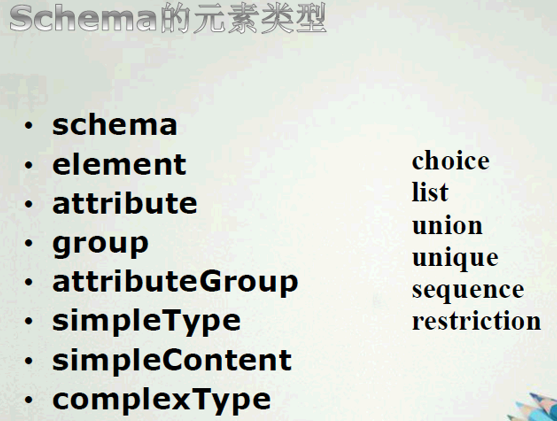 Schema的元素类型
• schema
• element
• attribute
• group
• attributeGroup
• simpleType
• simpleContent
• complexType
choice
list
union
unique
sequence
restriction